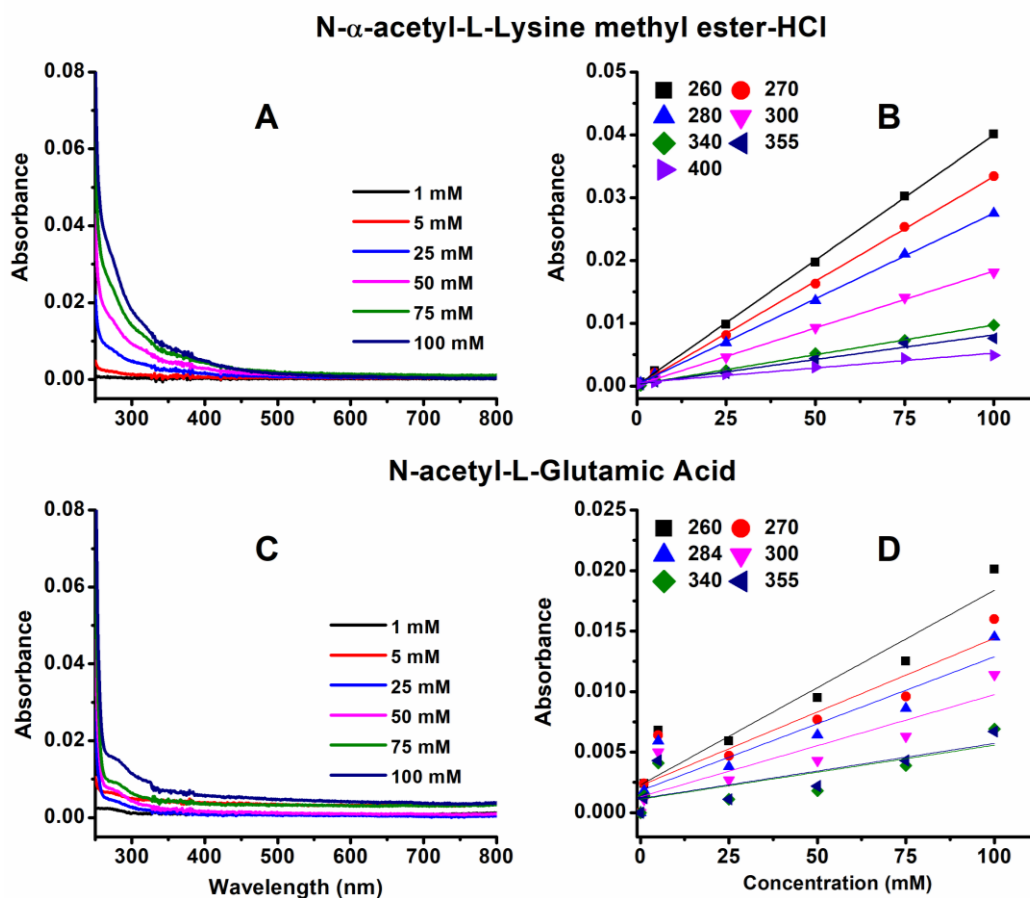 N-α-acetyl-L-Lysine methyl ester-HCl
A
Absorbance
0.08
0.06
0.04
0.02
0.00
300 400 500 600 700 800
1 mM
5 mM
25 mM
50 mM
75 mM
100 mM
B
Absorbance
0.05
0.04
0.03
0.02
0.01
0.00
0 25 50 75 100
260 270
280 300
340 355
400
N-acetyl-L-Glutamic Acid
C
Absorbance
0.08
0.06
0.04
0.02
0.00
300 400 500 600 700 800
Wavelength (nm)
1 mM
5 mM
25 mM
50 mM
75 mM
100 mM
D
Absorbance
0.025
0.020
0.015
0.010
0.005
0.000
0 25 50 75 100
Concentration (mM)
260 270
284 300
340 355